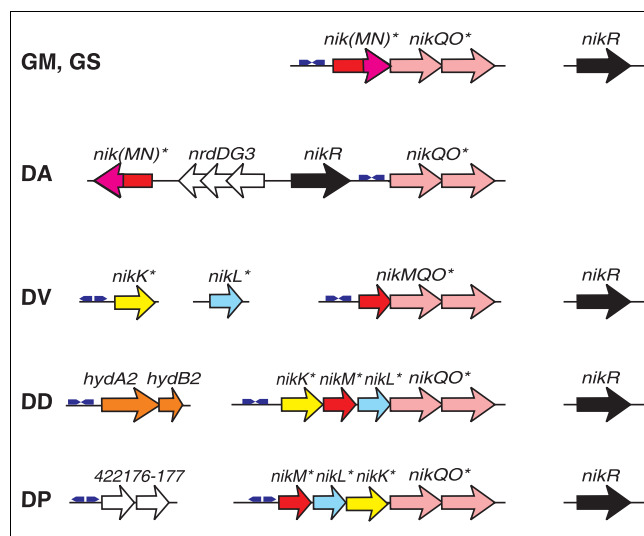 nik(MN)* nikQO* nikR
GM, GS
nik(MN)* nrdDG3 nikR nikQO*
DA
nikK* nikL* nikMQO* nikR
DV
hydA2 hydB2 nikK* nikM* nikL* nikQO* nikR
DD
422176-177 nikM* nikL* nikK* nikQO* nikR
DP